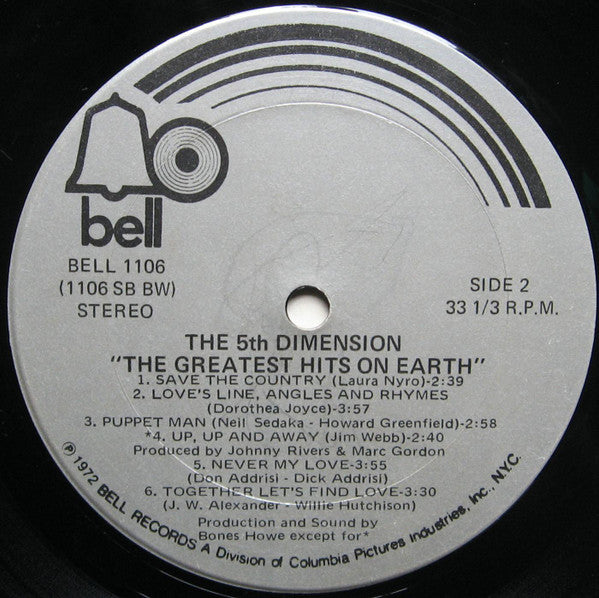 bell
BELL 1106
(1106 SB BW)
STEREO
SIDE 2
33 1/3 R.P.M.
THE 5th DIMENSION
"THE GREATEST HITS ON EARTH"
1. SAVE THE COUNTRY (Laura Nyro)-2:39
2. LOVE'S LINE, ANGLES AND RHYMES
(Dorothea Joyce)-3:57
3. PUPPET MAN (Neil Sedaka - Howard Greenfield)-2:58
*4. UP, UP AND AWAY (Jim Webb)-2:40
Produced by Johnny Rivers & Marc Gordon
5. NEVER MY LOVE-3:55
(Don Addrisi - Dick Addrisi)
6. TOGETHER LET'S FIND LOVE-3:30
(J. W. Alexander - Willie Hutchison)
Production and Sound by
Bones Howe except for*
℗ 1972 BELL RECORDS A Division of Columbia Pictures Industries, Inc., N.Y.C.